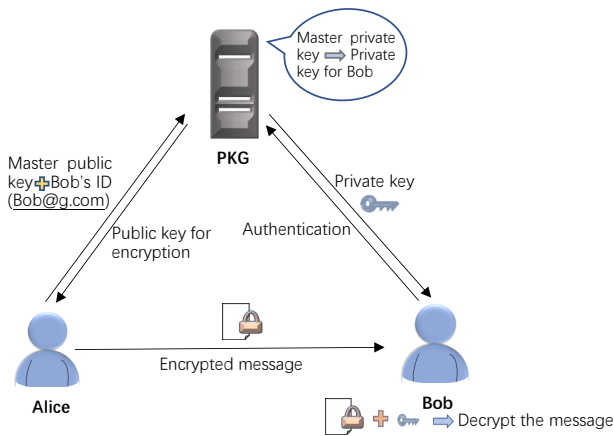 Master private
key Private
key for Bob
PKG
Master public
key Bob's ID
(Bob@g.com)
Private key
Public key for
encryption
Authentication
Encrypted message
Alice
Bob
Decrypt the message